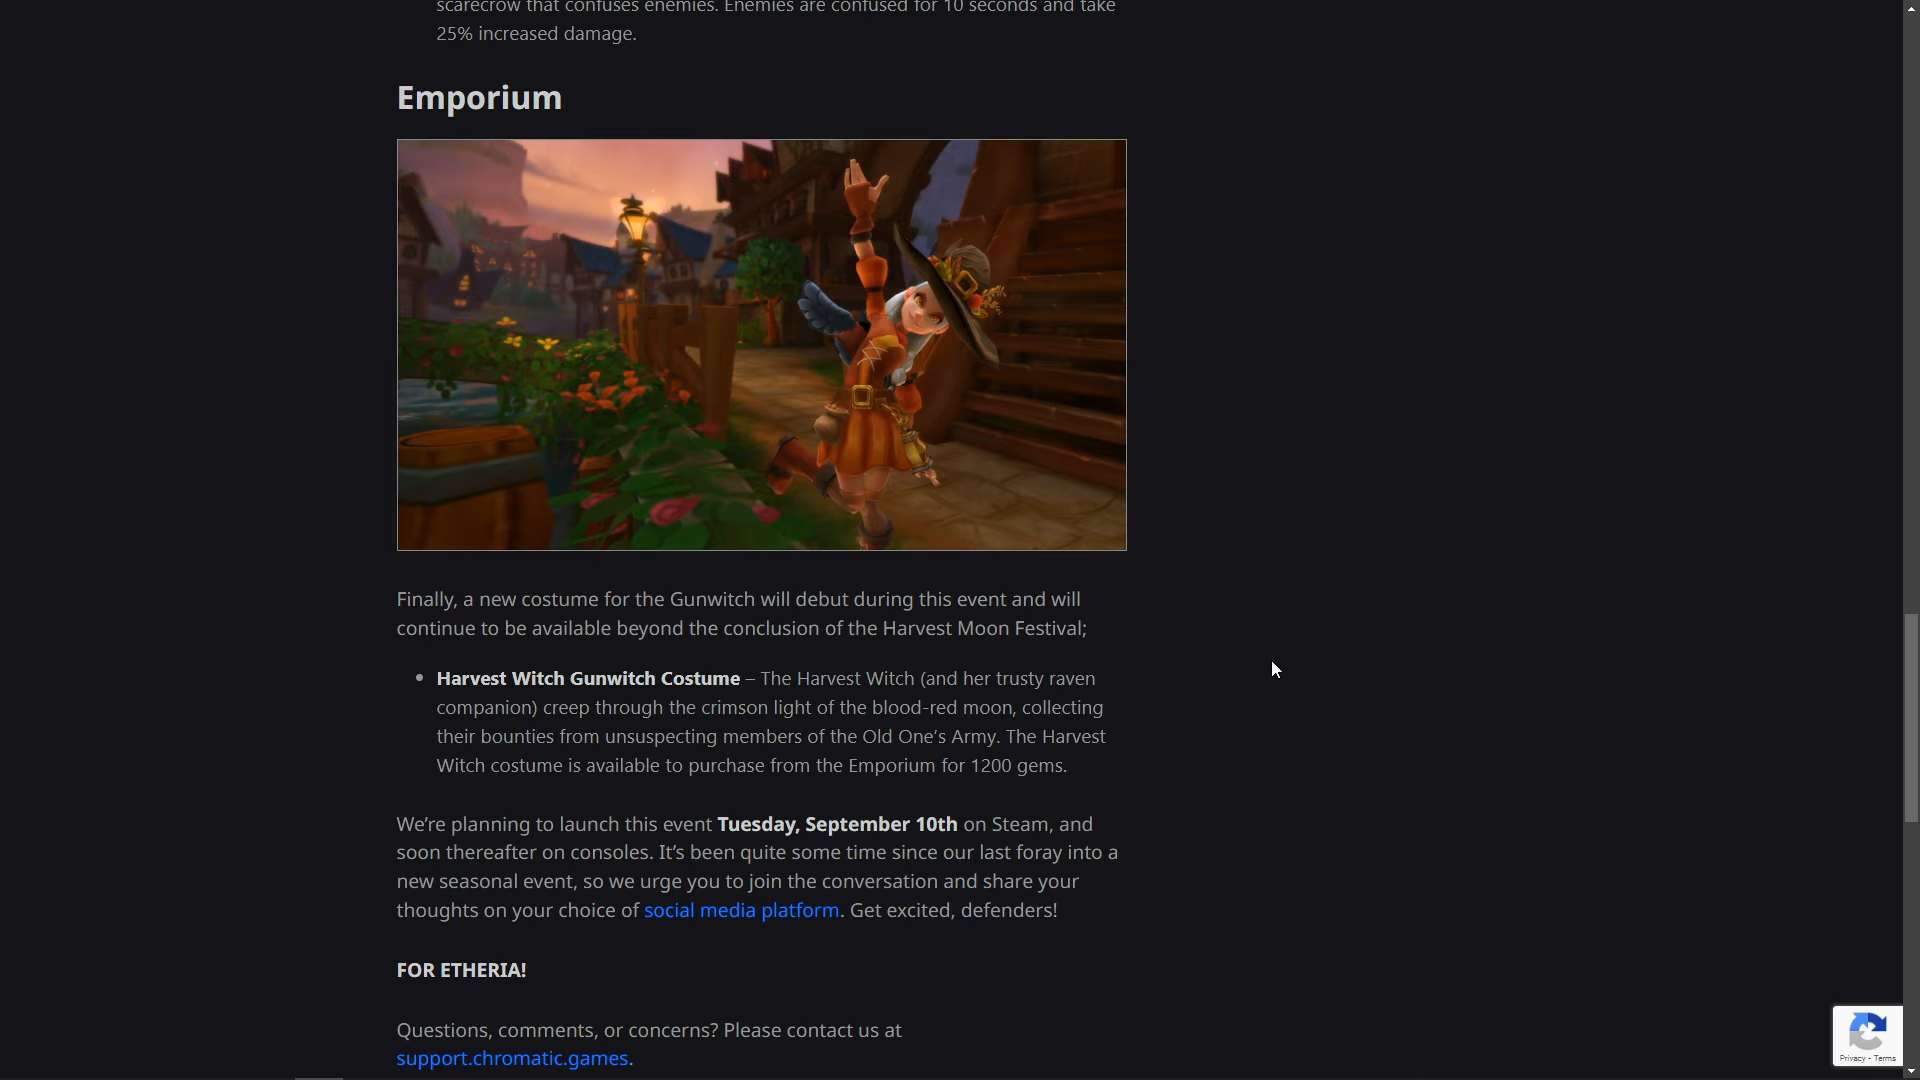 scarecrow that confuses enemies. Enemies are confused for 10 seconds and take
25% increased damage.
Emporium
Finally, a new costume for the Gunwitch will debut during this event and will
continue to be available beyond the conclusion of the Harvest Moon Festival;
• Harvest Witch Gunwitch Costume – The Harvest Witch (and her trusty raven
companion) creep through the crimson light of the blood-red moon, collecting
their bounties from unsuspecting members of the Old One's Army. The Harvest
Witch costume is available to purchase from the Emporium for 1200 gems.
We're planning to launch this event Tuesday, September 10th on Steam, and
soon thereafter on consoles. It's been quite some time since our last foray into a
new seasonal event, so we urge you to join the conversation and share your
thoughts on your choice of social media platform. Get excited, defenders!
FOR ETHERIA!
Questions, comments, or concerns? Please contact us at
support.chromatic.games.
Privacy - Terms